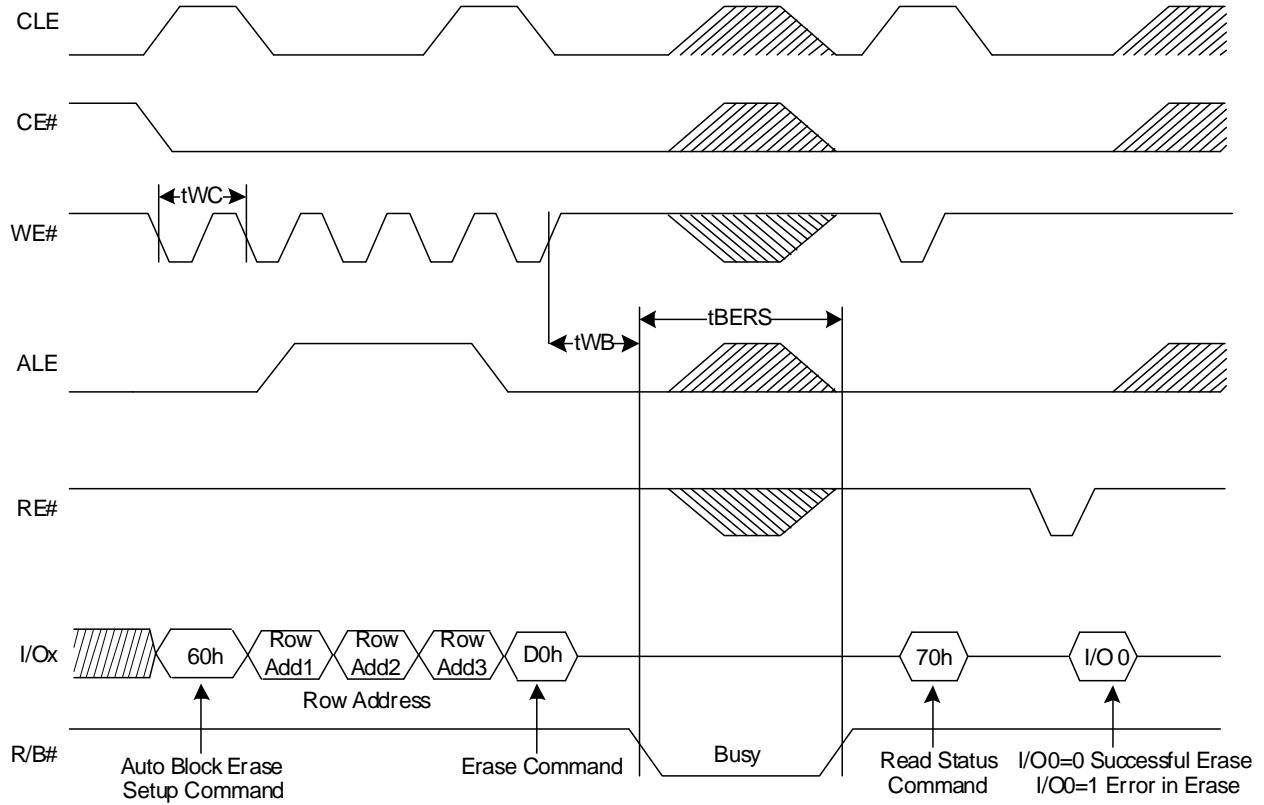 CLE
CE#
tWC
WE#
tBERS
tWB
ALE
RE#
I/Ox
60h
Row
Add1
Row
Add2
Row
Add3
D0h
70h
I/O 0
Row Address
R/B#
Busy
Auto Block Erase
Setup Command
Erase Command
Read Status
Command
I/O0=0 Successful Erase
I/O0=1 Error in Erase